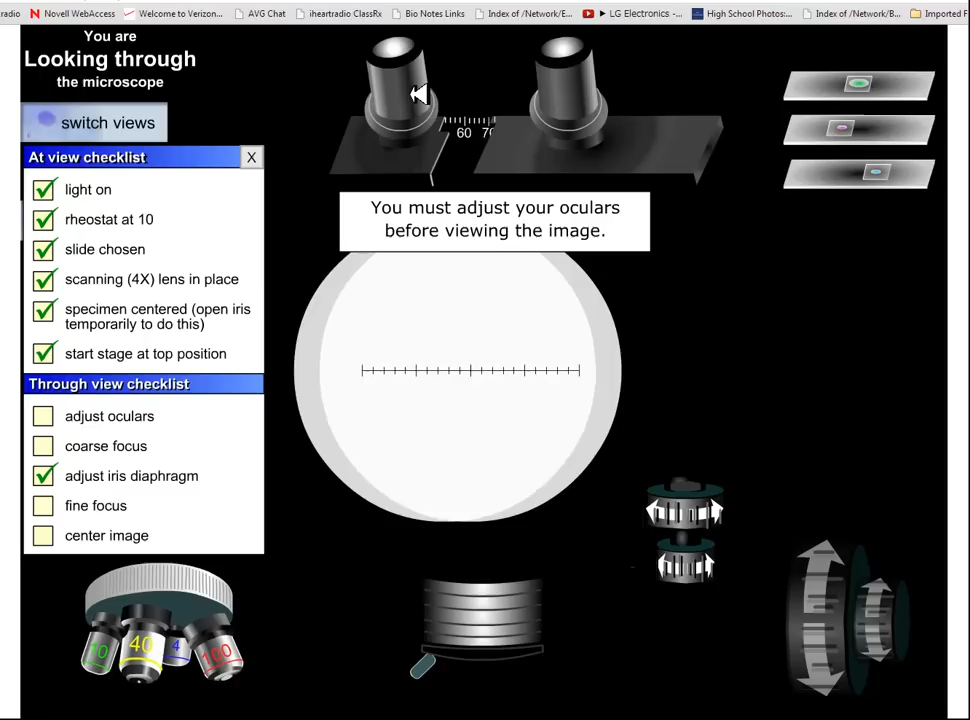 radio Novell WebAccess Welcome to Verizon... AVG Chat iheartradio ClassRx Bio Notes Links Index of /Network/E... ► LG Electronics -... High School Photos:... Index of /Network/B... Imported F
You are
Looking through
the microscope
switch views
At view checklist X
light on
rheostat at 10
slide chosen
scanning (4X) lens in place
specimen centered (open iris
temporarily to do this)
start stage at top position
Through view checklist
adjust oculars
coarse focus
adjust iris diaphragm
fine focus
center image
60 70
You must adjust your oculars
before viewing the image.
10 40 4 100